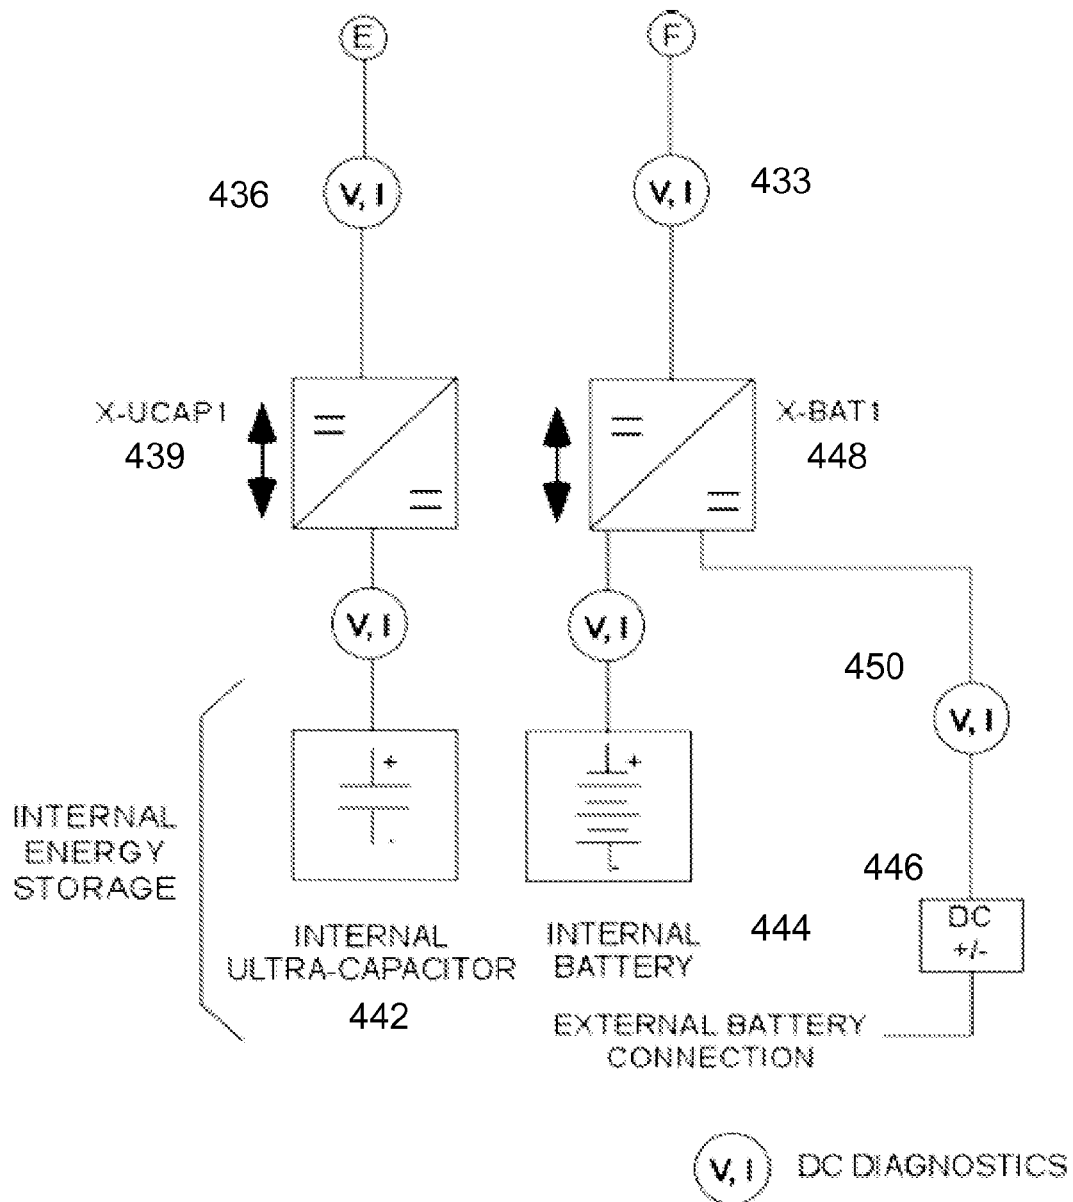 E
F
436
V, I
V, I
433
X-UCAP1
439
X-BAT1
448
V, I
V, I
450
V, I
INTERNAL
ENERGY
STORAGE
+
-
+
-
446
DC
+/-
INTERNAL
ULTRA-CAPACITOR
442
INTERNAL
BATTERY
444
EXTERNAL BATTERY
CONNECTION
V, I
DC DIAGNOSTICS